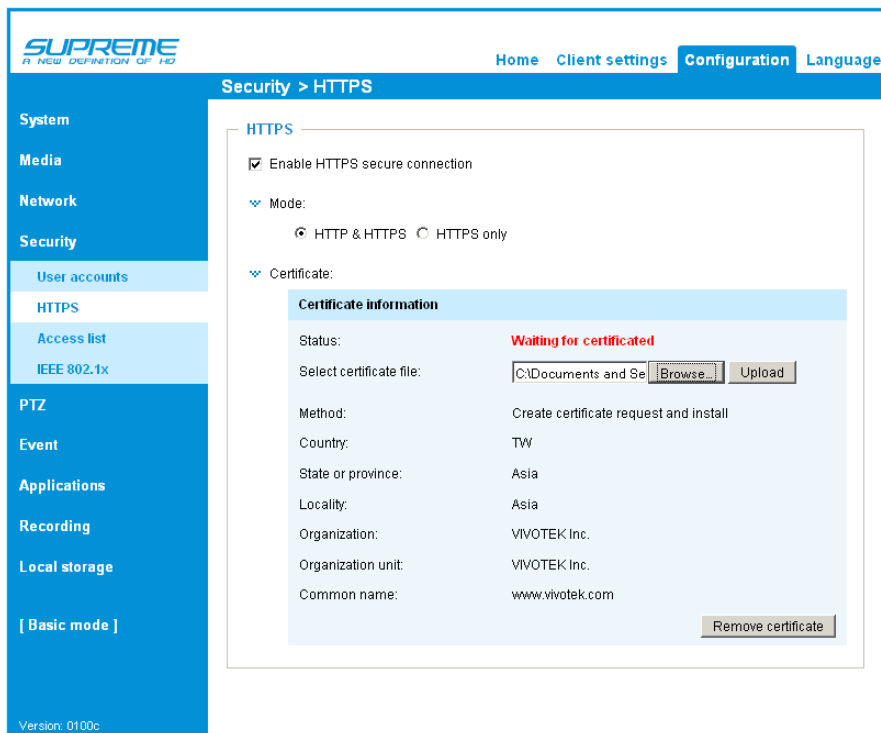 SUPREME
A NEW DEFINITION OF HD
Home Client settings Configuration Language
Security > HTTPS
System
Media
Network
Security
User accounts
HTTPS
Access list
IEEE 802.1x
PTZ
Event
Applications
Recording
Local storage
[ Basic mode ]
Version: 0100c
HTTPS
Enable HTTPS secure connection
Mode:
HTTP & HTTPS HTTPS only
Certificate:
Certificate information
Status: Waiting for certificated
Select certificate file: C:\Documents and Se Browse... Upload
Method: Create certificate request and install
Country: TW
State or province: Asia
Locality: Asia
Organization: VIVOTEK Inc.
Organization unit: VIVOTEK Inc.
Common name: www.vivotek.com
Remove certificate